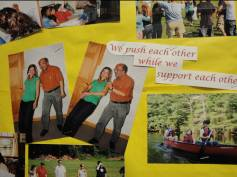 We push each other
while we
support each other